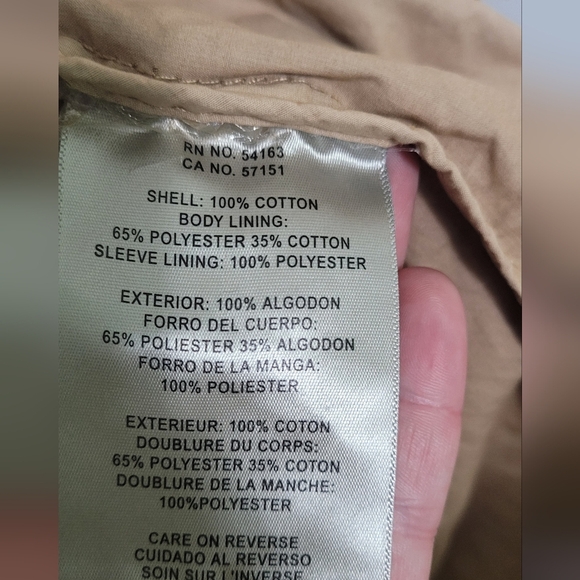 RN NO. 54163
CA NO. 57151
SHELL: 100% COTTON
BODY LINING:
65% POLYESTER 35% COTTON
SLEEVE LINING: 100% POLYESTER
EXTERIOR: 100% ALGODON
FORRO DEL CUERPO:
65% POLIESTER 35% ALGODON
FORRO DE LA MANGA:
100% POLIESTER
EXTERIEUR: 100% COTON
DOUBLURE DU CORPS:
65% POLYESTER 35% COTON
DOUBLURE DE LA MANCHE:
100%POLYESTER
CARE ON REVERSE
CUIDADO AL REVERSO
SOIN SUR L'INVERSE